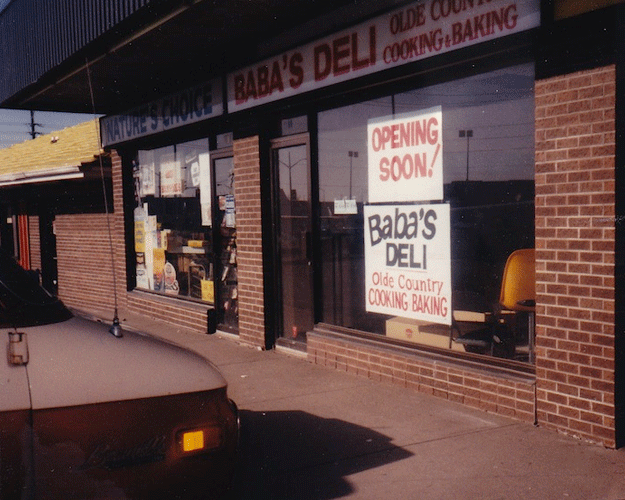 NATURE'S CHOICE
BABA'S DELI
OLDE COUNTRY
COOKING & BAKING
OPENING
SOON!
Baba's
DELI
Olde Country
COOKING BAKING